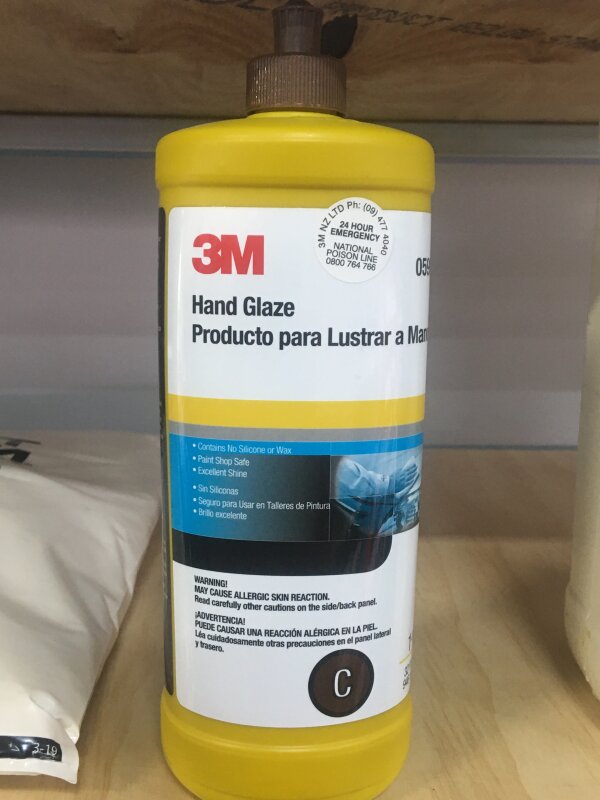 3M NZ LTD Ph: (09) 477 4040
24 HOUR
EMERGENCY
NATIONAL
POISON LINE
0800 764 766
3M
Hand Glaze
Producto para Lustrar a
• Contains No Silicone or Wax
• Paint Shop Safe
• Excellent Shine
• Sin Siliconas
• Seguro para Usar en Talleres de Pintura
• Brillo excelente
WARNING!
MAY CAUSE ALLERGIC SKIN REACTION.
Read carefully other cautions on the side/back panel.
¡ADVERTENCIA!
PUEDE CAUSAR UNA REACCIÓN ALÉRGICA EN LA PIEL.
Léa cuidadosamente otras precauciones en el panel lateral
y trasero.
C
3-19